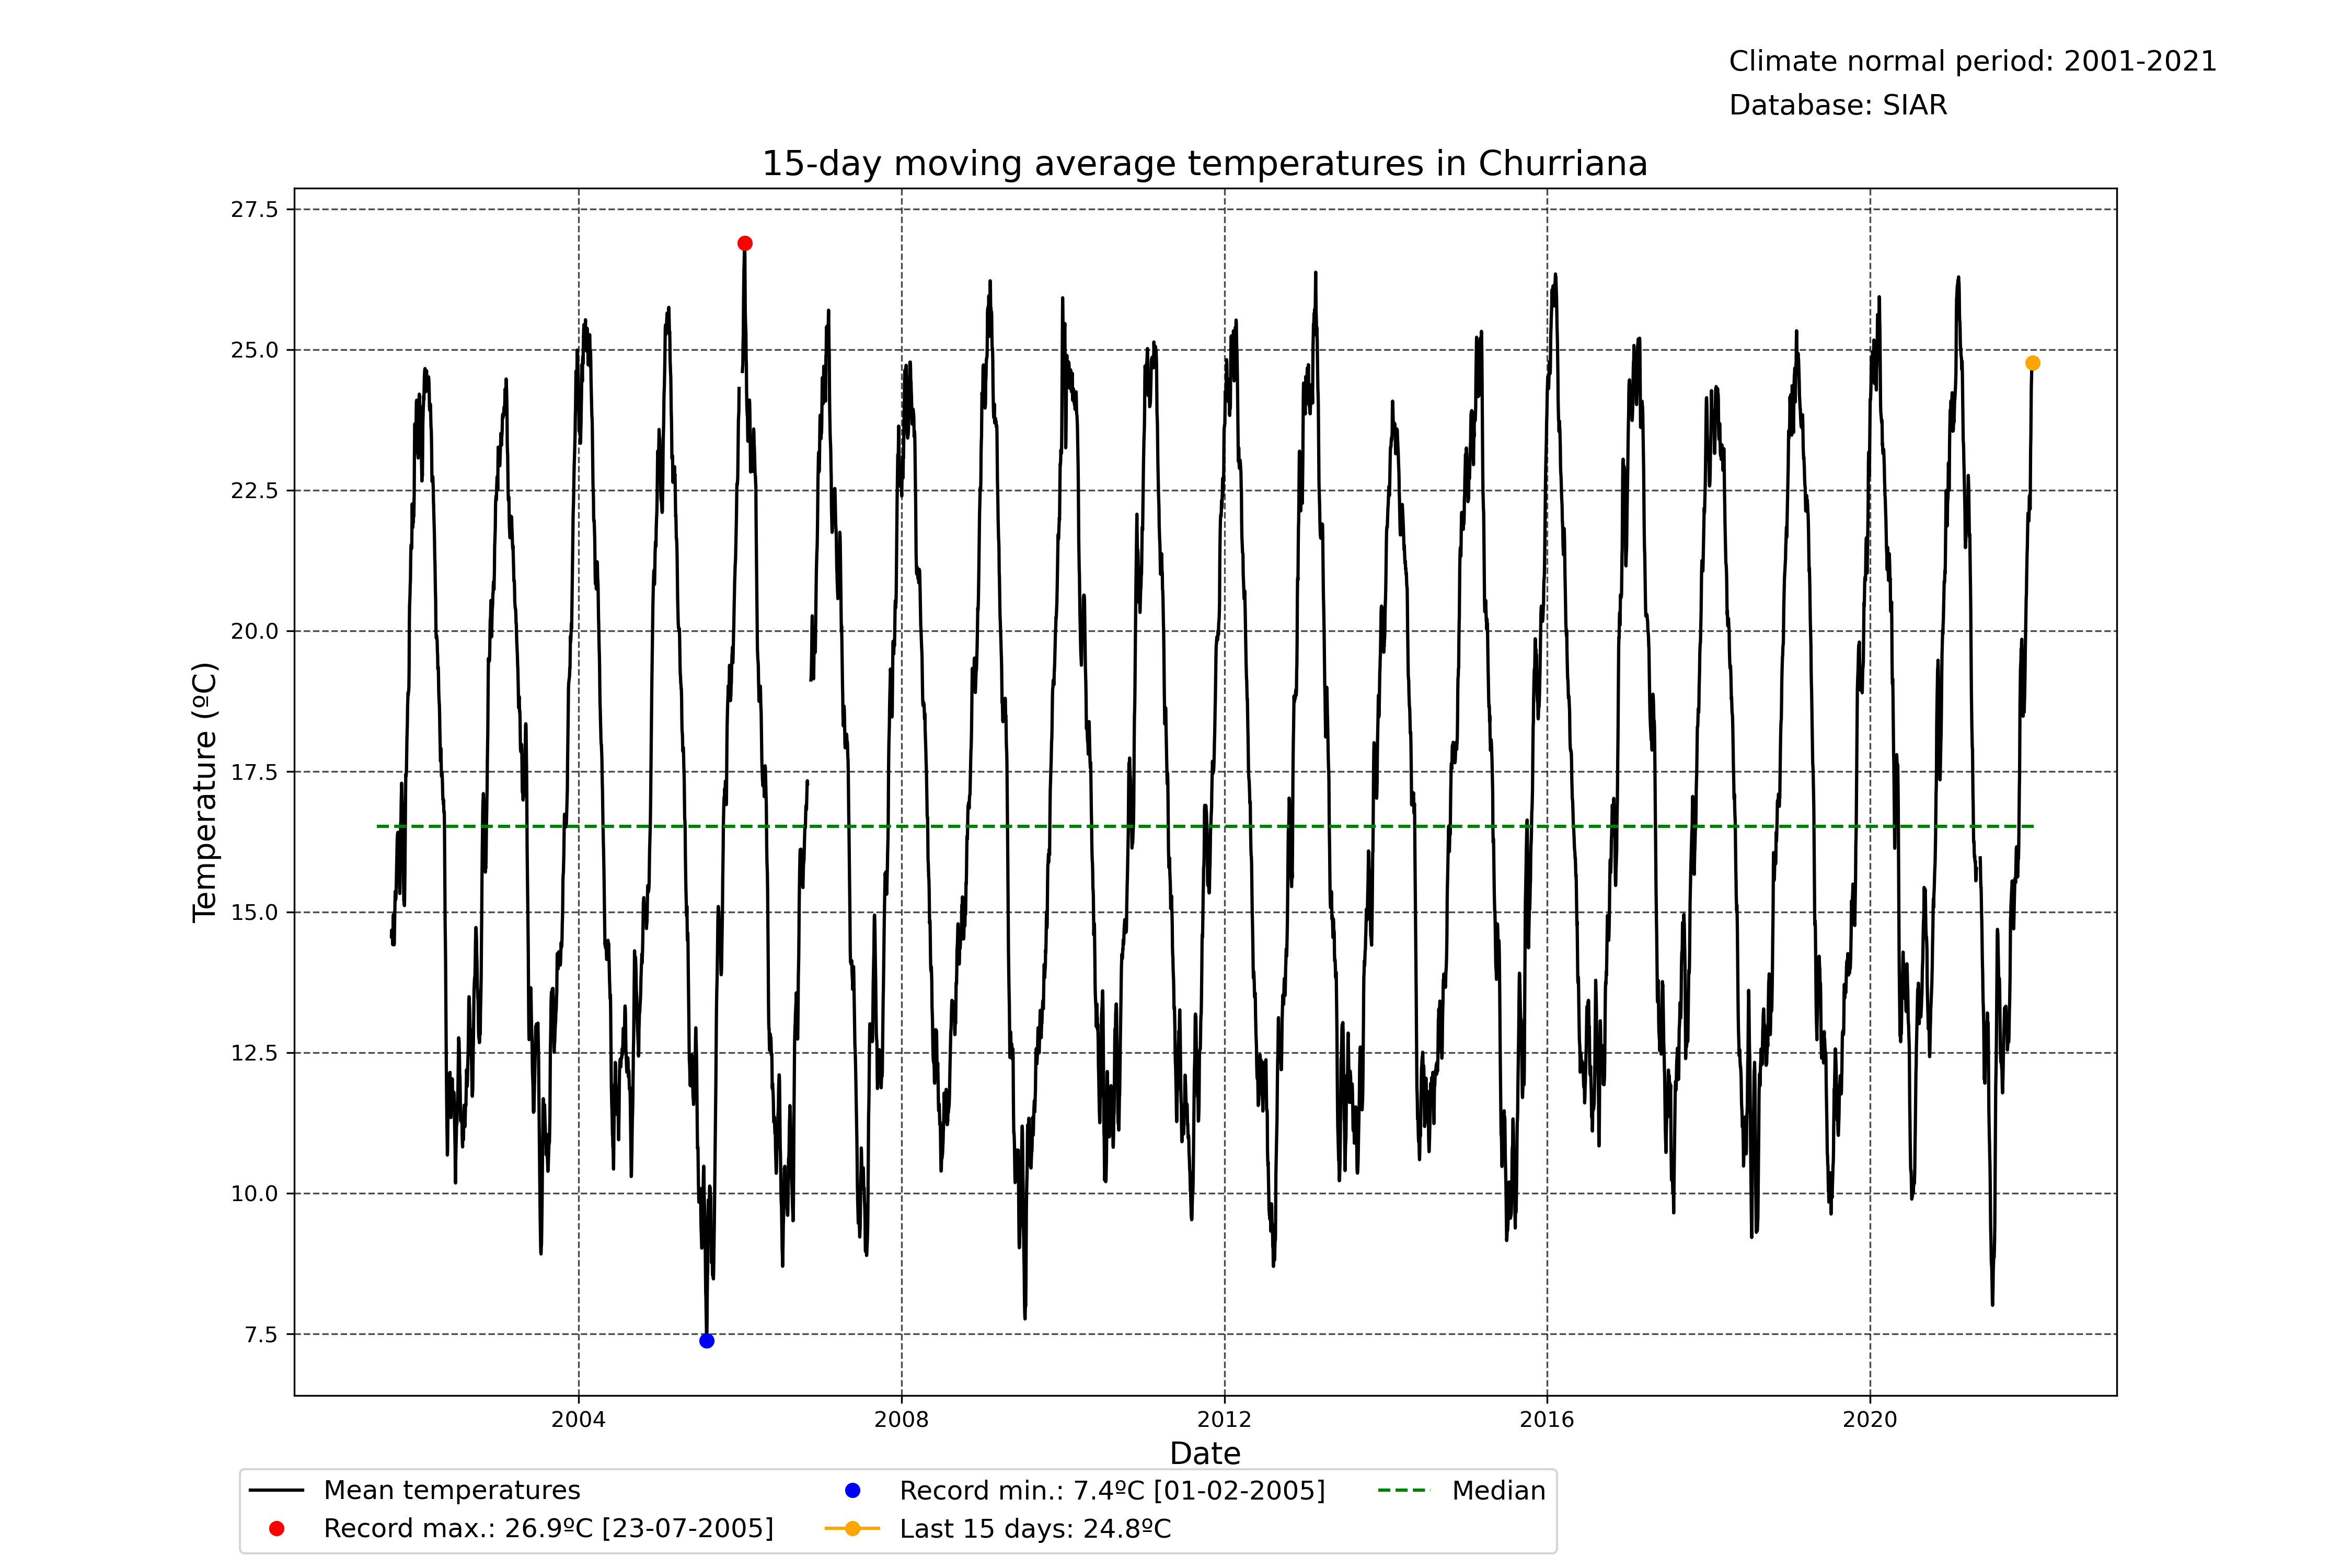 Climate normal period: 2001-2021
Database: SIAR
15-day moving average temperatures in Churriana
27.5
25.0
22.5
20.0
17.5
15.0
12.5
10.0
7.5
Temperature (ºC)
2004 2008 2012 2016 2020
Date
Mean temperatures
Record max.: 26.9ºC [23-07-2005]
Record min.: 7.4ºC [01-02-2005]
Last 15 days: 24.8ºC
Median